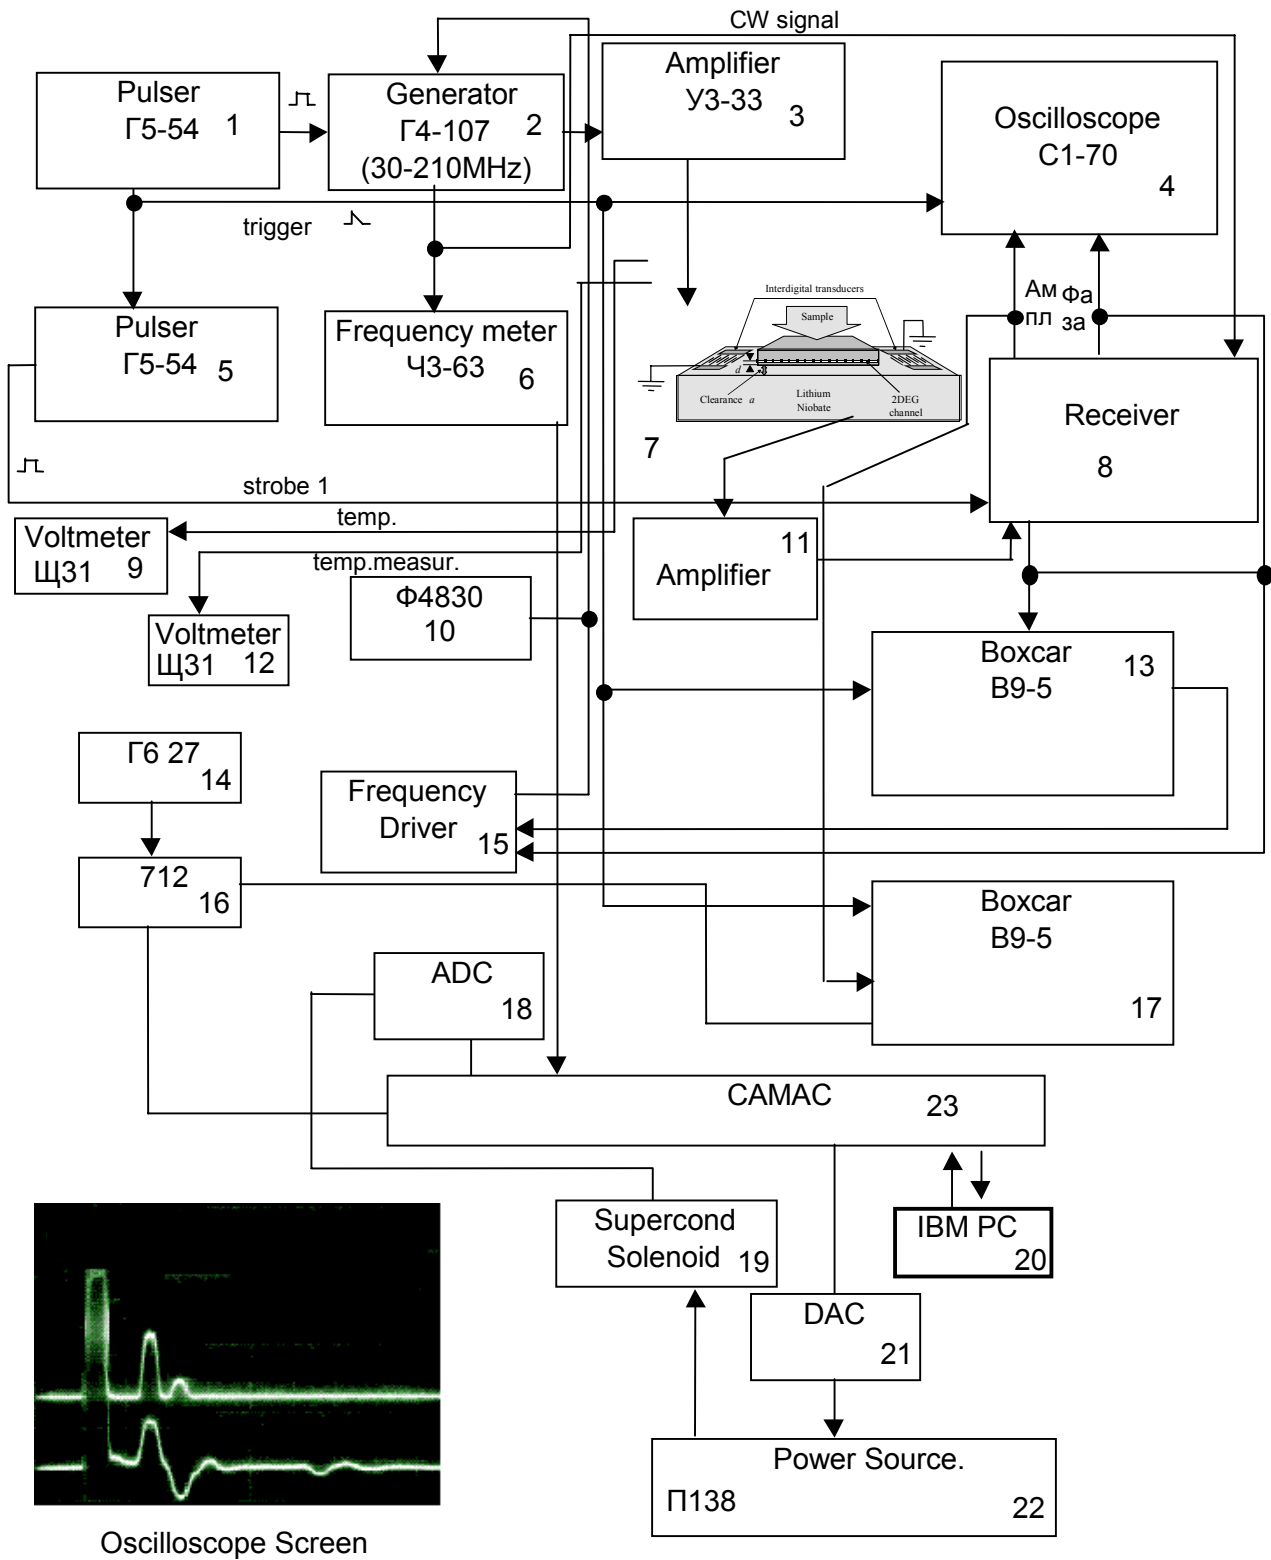 CW signal
Pulser
Г5-54 1
Generator
Г4-107 2
(30-210MHz)
Amplifier
У3-33
3
Oscilloscope
С1-70
4
trigger
Pulser
Г5-54 5
Frequency meter
Ч3-63 6
Interdigital transducers
Sample
d
Clearance a
Lithium
Niobate
2DEG
channel
7
Ам
пл
Фа
за
Receiver
8
strobe 1
temp.
Voltmeter
Щ31 9
temp.measur.
Ф4830
10
11
Amplifier
Voltmeter
Щ31 12
Boxcar
В9-5
13
Г6 27
14
Frequency
Driver
15
712
16
Boxcar
В9-5
17
ADC
18
CAMAC 23
Supercond
Solenoid 19
IBM PC
20
DAC
21
Power Source.
П138
22
Oscilloscope Screen